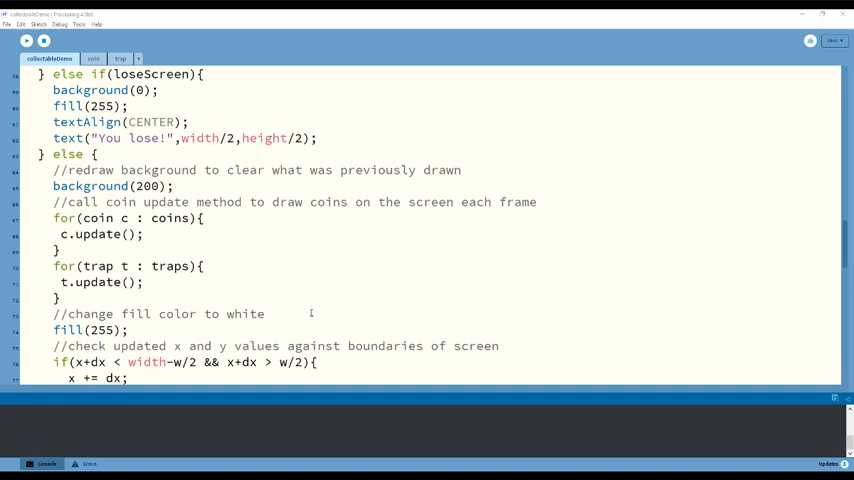 collectableDemo | Processing 4.0b8
File Edit Sketch Debug Tools Help
Java
collectableDemo coin trap
} else if(loseScreen){
background(0);
fill(255);
textAlign(CENTER);
text("You lose!",width/2,height/2);
} else {
//redraw background to clear what was previously drawn
background(200);
//call coin update method to draw coins on the screen each frame
for(coin c : coins){
c.update();
}
for(trap t : traps){
t.update();
}
//change fill color to white
fill(255);
//check updated x and y values against boundaries of screen
if(x+dx < width-w/2 && x+dx > w/2){
x += dx;
Console Errors Updates